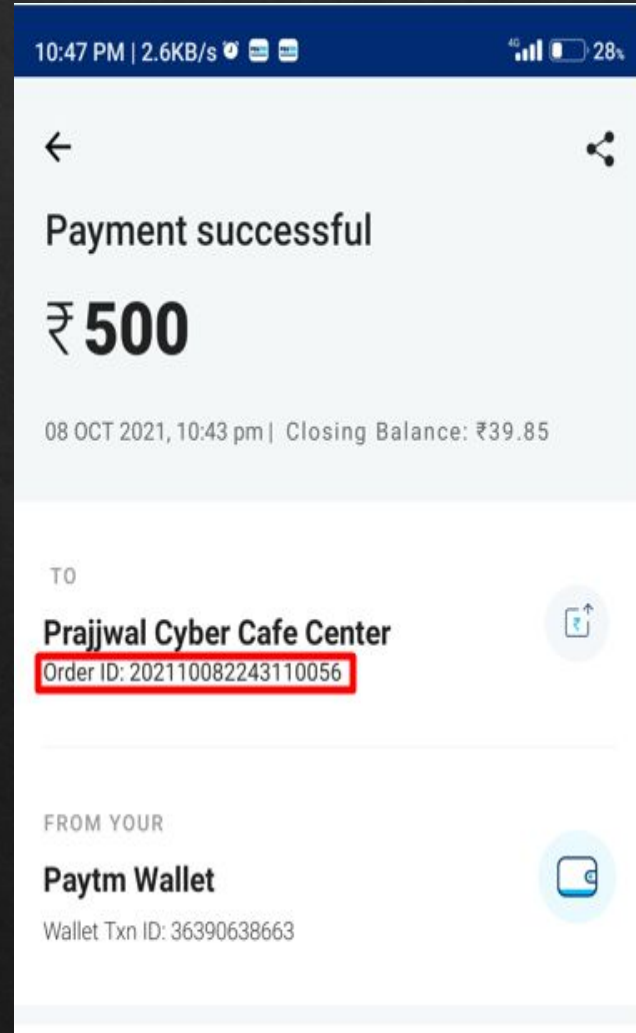 10:47 PM | 2.6KB/s 4G 28%
Payment successful
₹500
08 OCT 2021, 10:43 pm | Closing Balance: ₹39.85
TO
Prajjwal Cyber Cafe Center
Order ID: 202110082243110056
FROM YOUR
Paytm Wallet
Wallet Txn ID: 36390638663